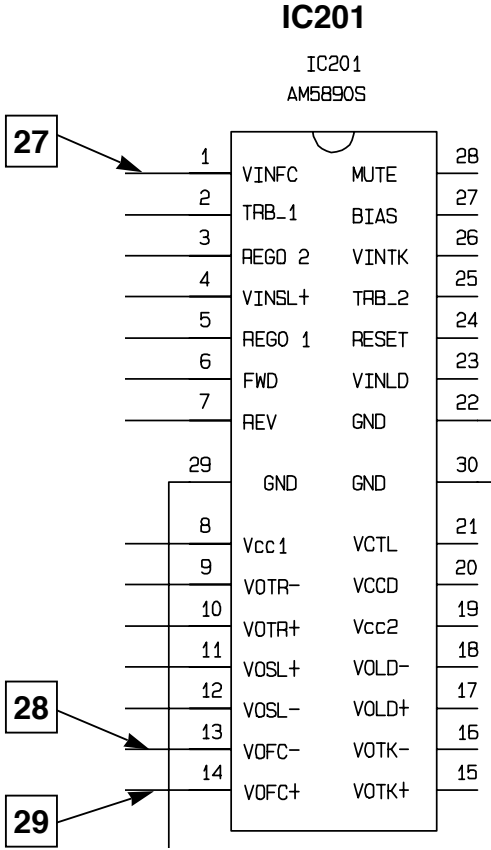 IC201
IC201
AM5890S
27
1 VINFC MUTE 28
2 TRB_1 BIAS 27
3 REGO 2 VINTK 26
4 VINSL+ TRB_2 25
5 REGO 1 RESET 24
6 FWD VINLD 23
7 REV GND 22
29 GND GND 30
8 Vcc1 VCTL 21
9 VOTR- VCCD 20
10 VOTR+ Vcc2 19
11 VOSL+ VOLD- 18
12 VOSL- VOLD+ 17
28
13 VOFC- VOTK- 16
14 VOFC+ VOTK+ 15
29